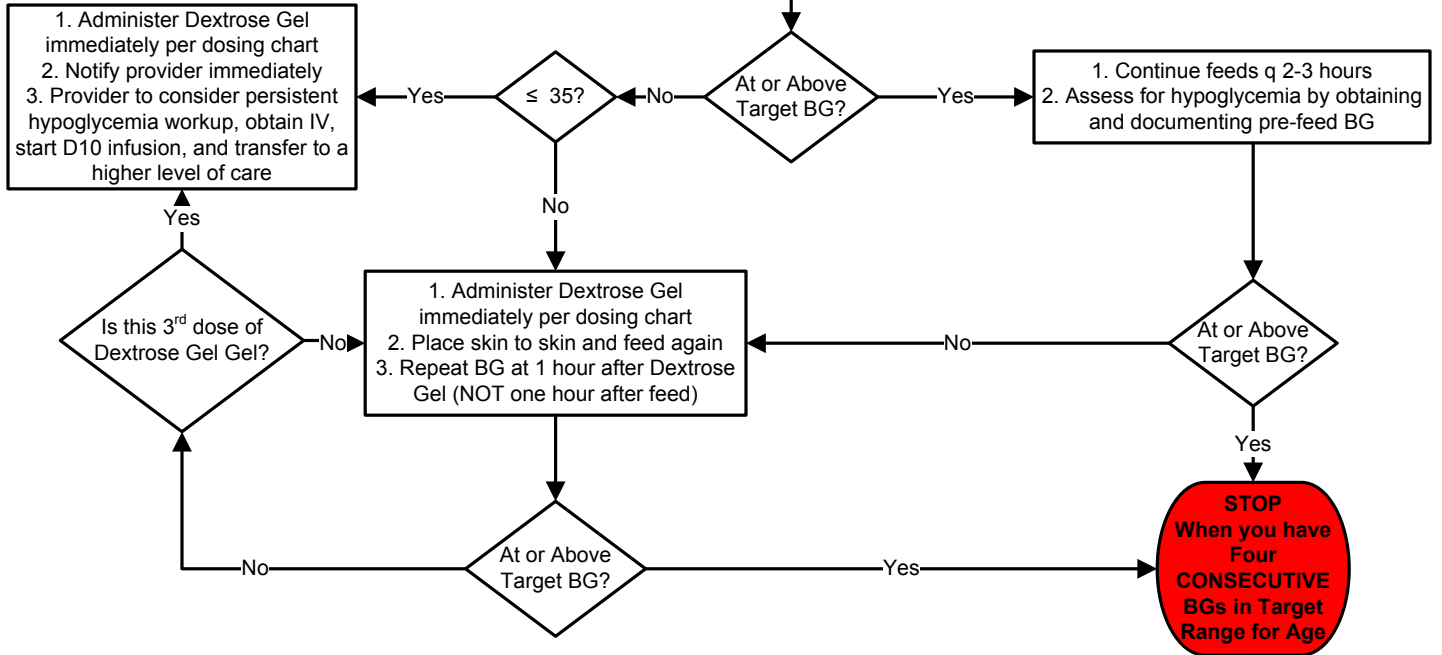 1. Administer Dextrose Gel
immediately per dosing chart
2. Notify provider immediately
3. Provider to consider persistent
hypoglycemia workup, obtain IV,
start D10 infusion, and transfer to a
higher level of care
Yes
≤ 35?
No
At or Above
Target BG?
Yes
1. Continue feeds q 2-3 hours
2. Assess for hypoglycemia by obtaining
and documenting pre-feed BG
Yes
No
Is this 3rd dose of
Dextrose Gel Gel?
No
1. Administer Dextrose Gel
immediately per dosing chart
2. Place skin to skin and feed again
3. Repeat BG at 1 hour after Dextrose
Gel (NOT one hour after feed)
No
At or Above
Target BG?
Yes
No
At or Above
Target BG?
Yes
STOP
When you have
Four
CONSECUTIVE
BGs in Target
Range for Age